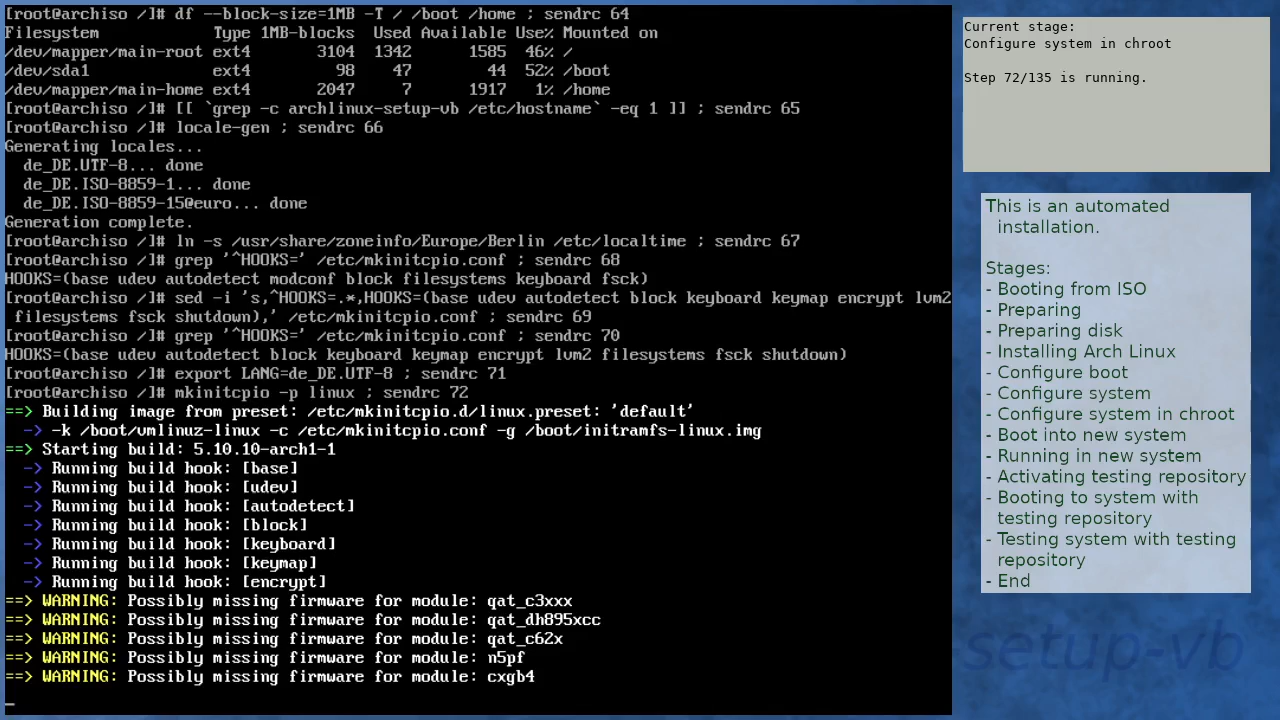 [root@archiso /]# df --block-size=1MB -T / /boot /home ; sendrc 64
Filesystem            Type 1MB-blocks  Used Available Use% Mounted on
/dev/mapper/main-root ext4       3104  1342      1585  46% /
/dev/sda1             ext4         98    47        44  52% /boot
/dev/mapper/main-home ext4       2047     7      1917   1% /home
[root@archiso /]# [[ `grep -c archlinux-setup-vb /etc/hostname` -eq 1 ]] ; sendrc 65
[root@archiso /]# locale-gen ; sendrc 66
Generating locales...
  de_DE.UTF-8... done
  de_DE.ISO-8859-1... done
  de_DE.ISO-8859-15@euro... done
Generation complete.
[root@archiso /]# ln -s /usr/share/zoneinfo/Europe/Berlin /etc/localtime ; sendrc 67
[root@archiso /]# grep '^HOOKS=' /etc/mkinitcpio.conf ; sendrc 68
HOOKS=(base udev autodetect modconf block filesystems keyboard fsck)
[root@archiso /]# sed -i 's,^HOOKS=.*,HOOKS=(base udev autodetect block keyboard keymap encrypt lvm2
 filesystems fsck shutdown),' /etc/mkinitcpio.conf ; sendrc 69
[root@archiso /]# grep '^HOOKS=' /etc/mkinitcpio.conf ; sendrc 70
HOOKS=(base udev autodetect block keyboard keymap encrypt lvm2 filesystems fsck shutdown)
[root@archiso /]# export LANG=de_DE.UTF-8 ; sendrc 71
[root@archiso /]# mkinitcpio -p linux ; sendrc 72
==> Building image from preset: /etc/mkinitcpio.d/linux.preset: 'default'
  -> -k /boot/vmlinuz-linux -c /etc/mkinitcpio.conf -g /boot/initramfs-linux.img
==> Starting build: 5.10.10-arch1-1
  -> Running build hook: [base]
  -> Running build hook: [udev]
  -> Running build hook: [autodetect]
  -> Running build hook: [block]
  -> Running build hook: [keyboard]
  -> Running build hook: [keymap]
  -> Running build hook: [encrypt]
==> WARNING: Possibly missing firmware for module: qat_c3xxx
==> WARNING: Possibly missing firmware for module: qat_dh895xcc
==> WARNING: Possibly missing firmware for module: qat_c62x
==> WARNING: Possibly missing firmware for module: n5pf
==> WARNING: Possibly missing firmware for module: cxgb4
Current stage:
Configure system in chroot
Step 72/135 is running.
This is an automated
installation.
Stages:
- Booting from ISO
- Preparing
- Preparing disk
- Installing Arch Linux
- Configure boot
- Configure system
- Configure system in chroot
- Boot into new system
- Running in new system
- Activating testing repository
- Booting to system with
testing repository
- Testing system with testing
repository
- End
setup-vb